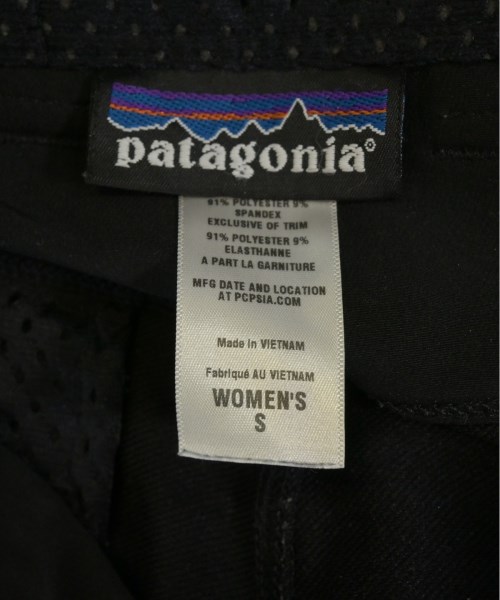 patagonia®
91% POLYESTER 9%
SPANDEX
EXCLUSIVE OF TRIM
91% POLYESTER 9%
ELASTHANNE
A PART LA GARNITURE
MFG DATE AND LOCATION
AT PCPSIA.COM
Made in VIETNAM
Fabriqué AU VIETNAM
WOMEN'S
S